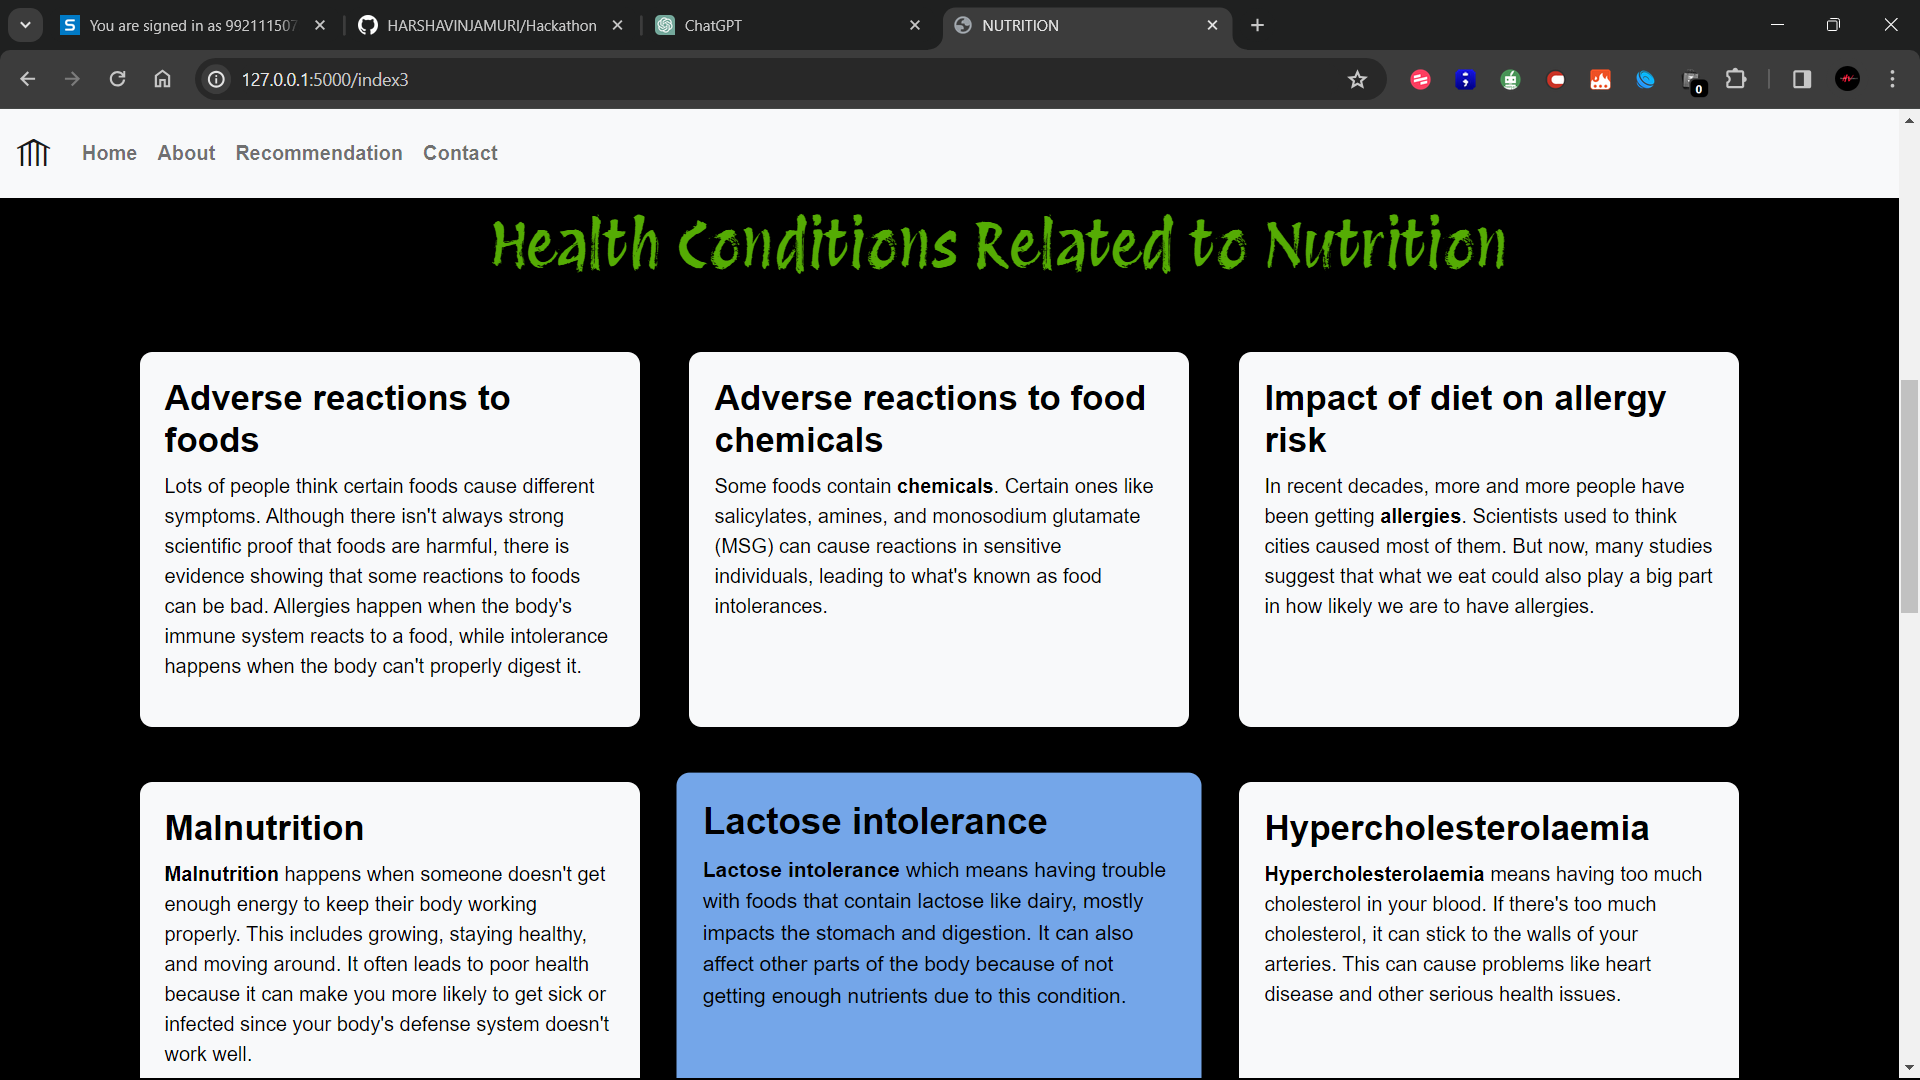 You are signed in as 992111507
HARSHAVINJAMURI/Hackathon
ChatGPT
NUTRITION
127.0.0.1:5000/index3
0
Home About Recommendation Contact
Health Conditions Related to Nutrition
Adverse reactions to
foods
Lots of people think certain foods cause different
symptoms. Although there isn't always strong
scientific proof that foods are harmful, there is
evidence showing that some reactions to foods
can be bad. Allergies happen when the body's
immune system reacts to a food, while intolerance
happens when the body can't properly digest it.
Adverse reactions to food
chemicals
Some foods contain chemicals. Certain ones like
salicylates, amines, and monosodium glutamate
(MSG) can cause reactions in sensitive
individuals, leading to what's known as food
intolerances.
Impact of diet on allergy
risk
In recent decades, more and more people have
been getting allergies. Scientists used to think
cities caused most of them. But now, many studies
suggest that what we eat could also play a big part
in how likely we are to have allergies.
Malnutrition
Malnutrition happens when someone doesn't get
enough energy to keep their body working
properly. This includes growing, staying healthy,
and moving around. It often leads to poor health
because it can make you more likely to get sick or
infected since your body's defense system doesn't
work well.
Lactose intolerance
Lactose intolerance which means having trouble
with foods that contain lactose like dairy, mostly
impacts the stomach and digestion. It can also
affect other parts of the body because of not
getting enough nutrients due to this condition.
Hypercholesterolaemia
Hypercholesterolaemia means having too much
cholesterol in your blood. If there's too much
cholesterol, it can stick to the walls of your
arteries. This can cause problems like heart
disease and other serious health issues.